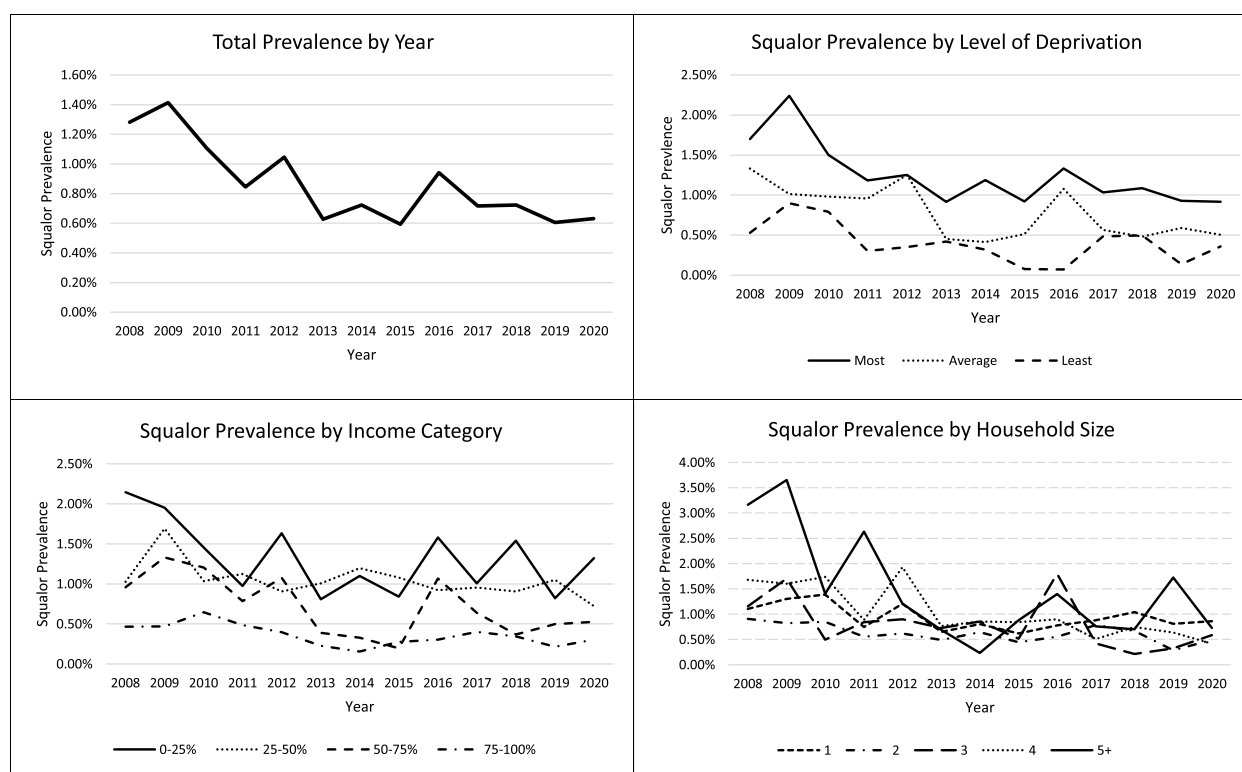 Total Prevalence by Year
1.60%
1.40%
1.20%
1.00%
0.80%
0.60%
0.40%
0.20%
0.00%
Squalor Prevalence
2008 2009 2010 2011 2012 2013 2014 2015 2016 2017 2018 2019 2020
Year
Squalor Prevalence by Level of Deprivation
2.50%
2.00%
1.50%
1.00%
0.50%
0.00%
Squalor Prevlence
2008 2009 2010 2011 2012 2013 2014 2015 2016 2017 2018 2019 2020
Year
Most Average Least
Squalor Prevalence by Income Category
2.50%
2.00%
1.50%
1.00%
0.50%
0.00%
Squalor Prevalence
2008 2009 2010 2011 2012 2013 2014 2015 2016 2017 2018 2019 2020
Year
0-25% 25-50% 50-75% 75-100%
Squalor Prevalence by Household Size
4.00%
3.50%
3.00%
2.50%
2.00%
1.50%
1.00%
0.50%
0.00%
Squalor Prevalence
2008 2009 2010 2011 2012 2013 2014 2015 2016 2017 2018 2019 2020
Year
1 2 3 4 5+